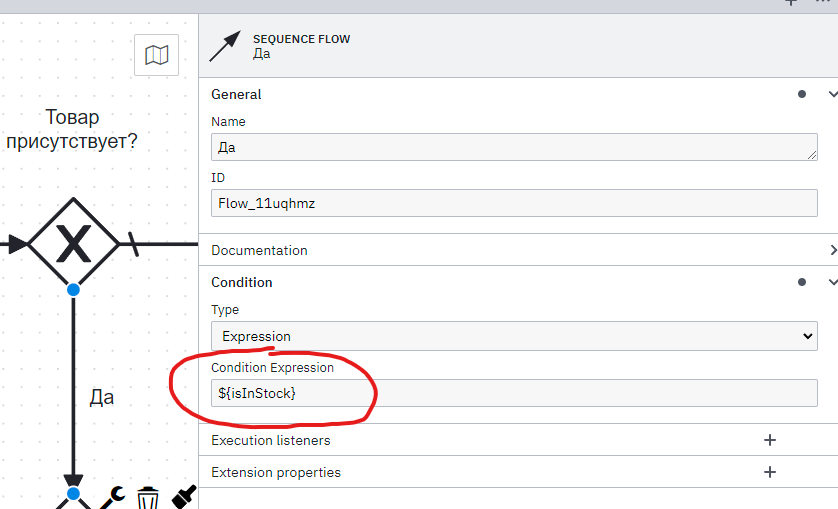 SEQUENCE FLOW
Да
General
Товар
присутствует?
Name
Да
ID
Flow_11uqhmz
Documentation
Condition
Type
Expression
Condition Expression
${isInStock}
Да
Execution listeners
Extension properties